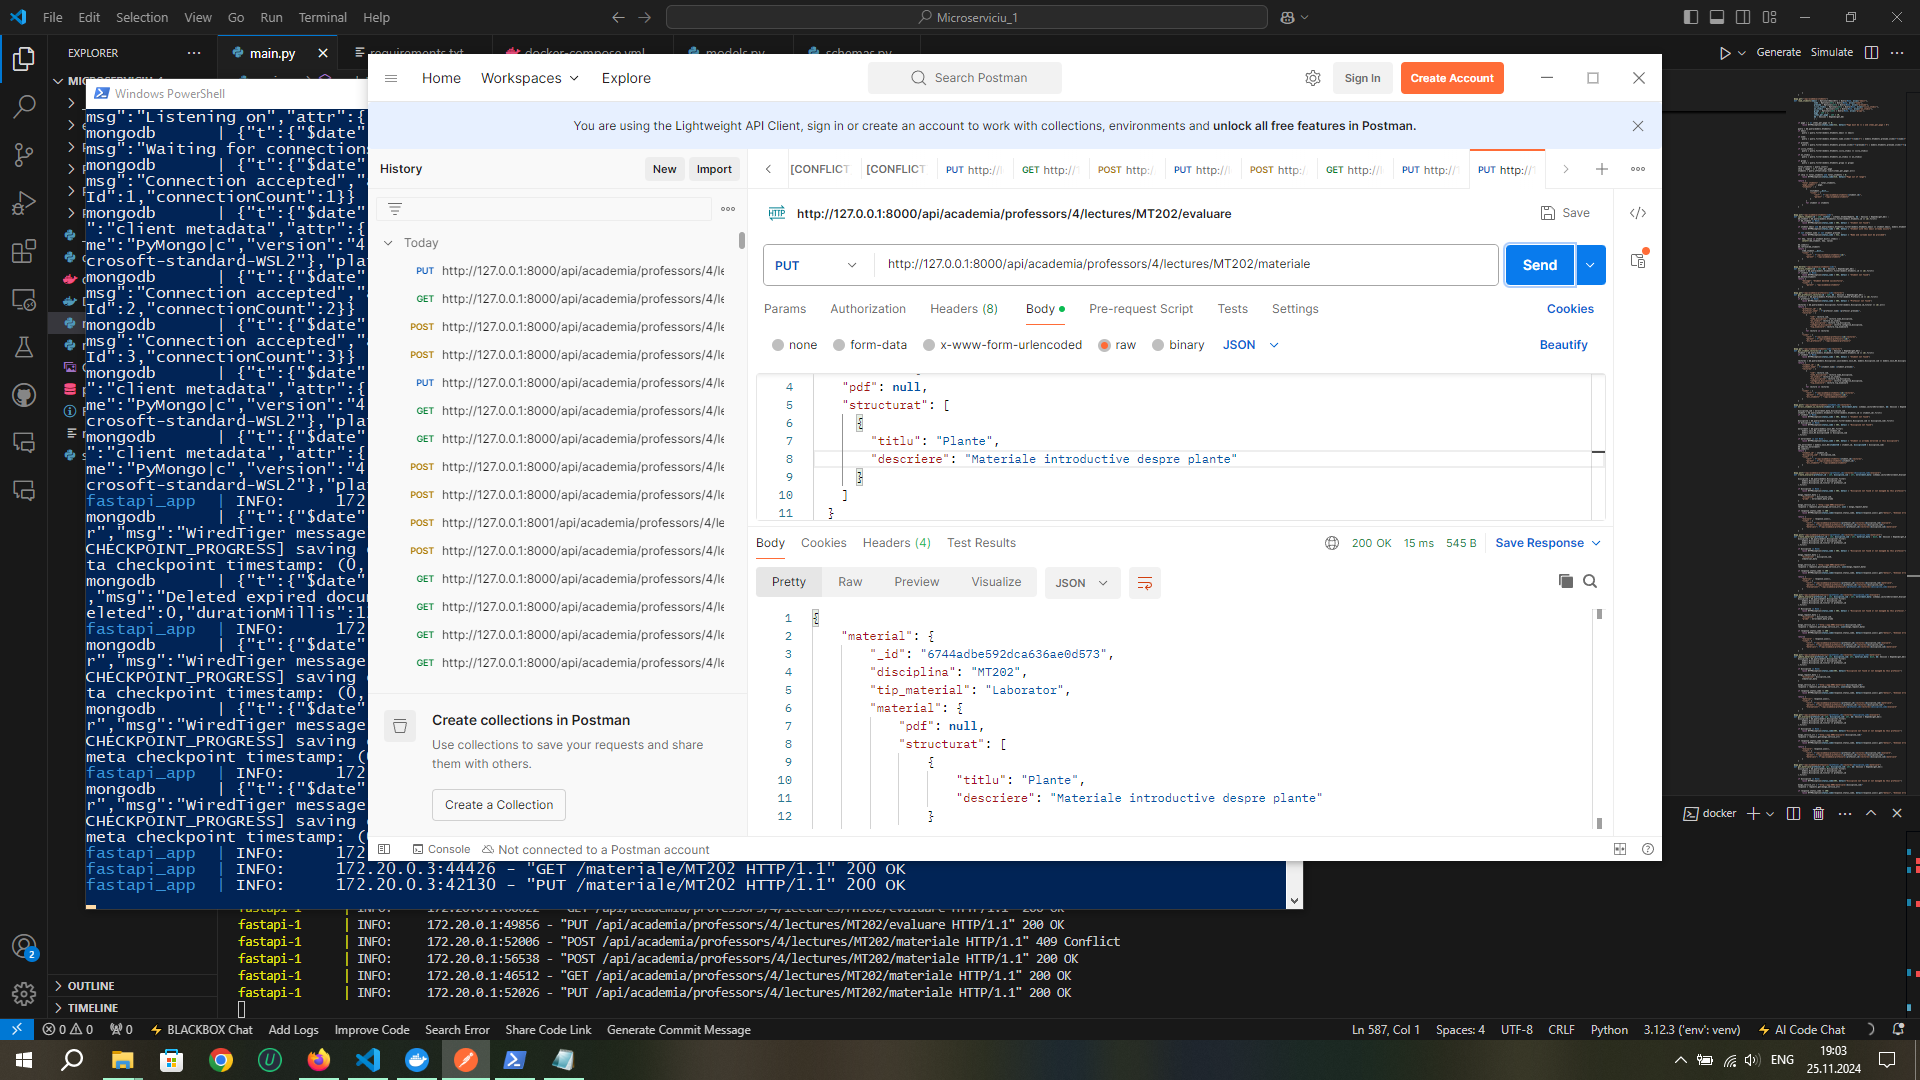 File Edit Selection View Go Run Terminal Help
Microserviciu_1
EXPLORER
main.py
requirements.txt
docker-compose.yml
models.py
schemas.py
Generate Simulate
Windows PowerShell
msg":"Listening on","attr":{
mongodb | {"t":{"$date"
msg":"Waiting for connections
mongodb | {"t":{"$date"
msg":"Connection accepted","
Id":1,"connectionCount":1}}
mongodb | {"t":{"$date"
":"client metadata","attr":{
me":"PyMongo|c","version":"4
crosoft-standard-WSL2"},"pla
mongodb | {"t":{"$date"
msg":"Connection accepted","
Id":2,"connectionCount":2}}
mongodb | {"t":{"$date"
msg":"Connection accepted","
Id":3,"connectionCount":3}}
mongodb | {"t":{"$date"
":"client metadata","attr":{
me":"PyMongo|c","version":"4
crosoft-standard-WSL2"},"pla
mongodb | {"t":{"$date"
":"client metadata","attr":{
me":"PyMongo|c","version":"4
crosoft-standard-WSL2"},"pla
fastapi_app | INFO: 172
mongodb | {"t":{"$date"
r","msg":"WiredTiger message
CHECKPOINT_PROGRESS] saving
ta checkpoint timestamp: (0,
mongodb | {"t":{"$date"
,"msg":"Deleted expired docu
eleted":0,"durationMillis":1
fastapi_app | INFO: 172
mongodb | {"t":{"$date"
r","msg":"WiredTiger message
CHECKPOINT_PROGRESS] saving
ta checkpoint timestamp: (0,
mongodb | {"t":{"$date"
r","msg":"WiredTiger message
CHECKPOINT_PROGRESS] saving
meta checkpoint timestamp: (
fastapi_app | INFO: 172
mongodb | {"t":{"$date"
r","msg":"WiredTiger message
CHECKPOINT_PROGRESS] saving
meta checkpoint timestamp: (
fastapi_app | INFO: 172
fastapi_app | INFO: 172.20.0.3:44426 - "GET /materiale/MT202 HTTP/1.1" 200 OK
fastapi_app | INFO: 172.20.0.3:42130 - "PUT /materiale/MT202 HTTP/1.1" 200 OK
Home Workspaces Explore
Search Postman
Sign In
Create Account
You are using the Lightweight API Client, sign in or create an account to work with collections, environments and unlock all free features in Postman.
History
New Import
Today
PUT http://127.0.0.1:8000/api/academia/professors/4/le
GET http://127.0.0.1:8000/api/academia/professors/4/le
POST http://127.0.0.1:8000/api/academia/professors/4/le
POST http://127.0.0.1:8000/api/academia/professors/4/le
PUT http://127.0.0.1:8000/api/academia/professors/4/le
GET http://127.0.0.1:8000/api/academia/professors/4/le
GET http://127.0.0.1:8000/api/academia/professors/4/le
POST http://127.0.0.1:8000/api/academia/professors/4/le
POST http://127.0.0.1:8000/api/academia/professors/4/le
POST http://127.0.0.1:8001/api/academia/professors/4/le
POST http://127.0.0.1:8000/api/academia/professors/4/le
GET http://127.0.0.1:8000/api/academia/professors/4/le
GET http://127.0.0.1:8000/api/academia/professors/4/le
GET http://127.0.0.1:8000/api/academia/professors/4/le
GET http://127.0.0.1:8000/api/academia/professors/4/le
Create collections in Postman
Use collections to save your requests and share
them with others.
Create a Collection
[CONFLICT [CONFLICT PUT http:// GET http:// POST http: PUT http:// POST http: GET http:// PUT http:// PUT http://
HTTP http://127.0.0.1:8000/api/academia/professors/4/lectures/MT202/evaluare
Save
PUT
http://127.0.0.1:8000/api/academia/professors/4/lectures/MT202/materiale
Send
Params Authorization Headers (8) Body Pre-request Script Tests Settings
Cookies
none form-data x-www-form-urlencoded raw binary JSON
Beautify
4 "pdf": null,
5 "structurat": [
6 {
7 "titlu": "Plante",
8 "descriere": "Materiale introductive despre plante"
9 }
10 ]
11 }
Body Cookies Headers (4) Test Results
200 OK 15 ms 545 B Save Response
Pretty Raw Preview Visualize JSON
1 {
2 "material": {
3 "_id": "6744adbe592dca636ae0d573",
4 "disciplina": "MT202",
5 "tip_material": "Laborator",
6 "material": {
7 "pdf": null,
8 "structurat": [
9 {
10 "titlu": "Plante",
11 "descriere": "Materiale introductive despre plante"
12 }
Console Not connected to a Postman account
docker
fastapi-1 | INFO: 172.20.0.1:49856 - "PUT /api/academia/professors/4/lectures/MT202/evaluare HTTP/1.1" 200 OK
fastapi-1 | INFO: 172.20.0.1:52006 - "POST /api/academia/professors/4/lectures/MT202/materiale HTTP/1.1" 409 Conflict
fastapi-1 | INFO: 172.20.0.1:56538 - "POST /api/academia/professors/4/lectures/MT202/materiale HTTP/1.1" 200 OK
fastapi-1 | INFO: 172.20.0.1:46512 - "GET /api/academia/professors/4/lectures/MT202/materiale HTTP/1.1" 200 OK
fastapi-1 | INFO: 172.20.0.1:52026 - "PUT /api/academia/professors/4/lectures/MT202/materiale HTTP/1.1" 200 OK
2
OUTLINE
TIMELINE
0 0 0 BLACKBOX Chat Add Logs Improve Code Search Error Share Code Link Generate Commit Message
Ln 587, Col 1 Spaces: 4 UTF-8 CRLF Python 3.12.3 ('env': venv) AI Code Chat
ENG
19:03
25.11.2024